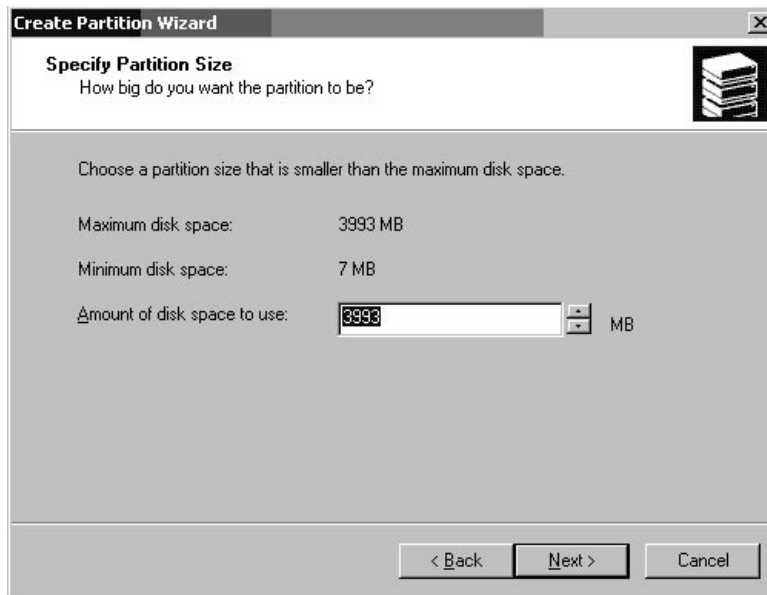 Create Partition Wizard
Specify Partition Size
How big do you want the partition to be?
Choose a partition size that is smaller than the maximum disk space.
Maximum disk space: 3993 MB
Minimum disk space: 7 MB
Amount of disk space to use: 3993 MB
< Back Next > Cancel